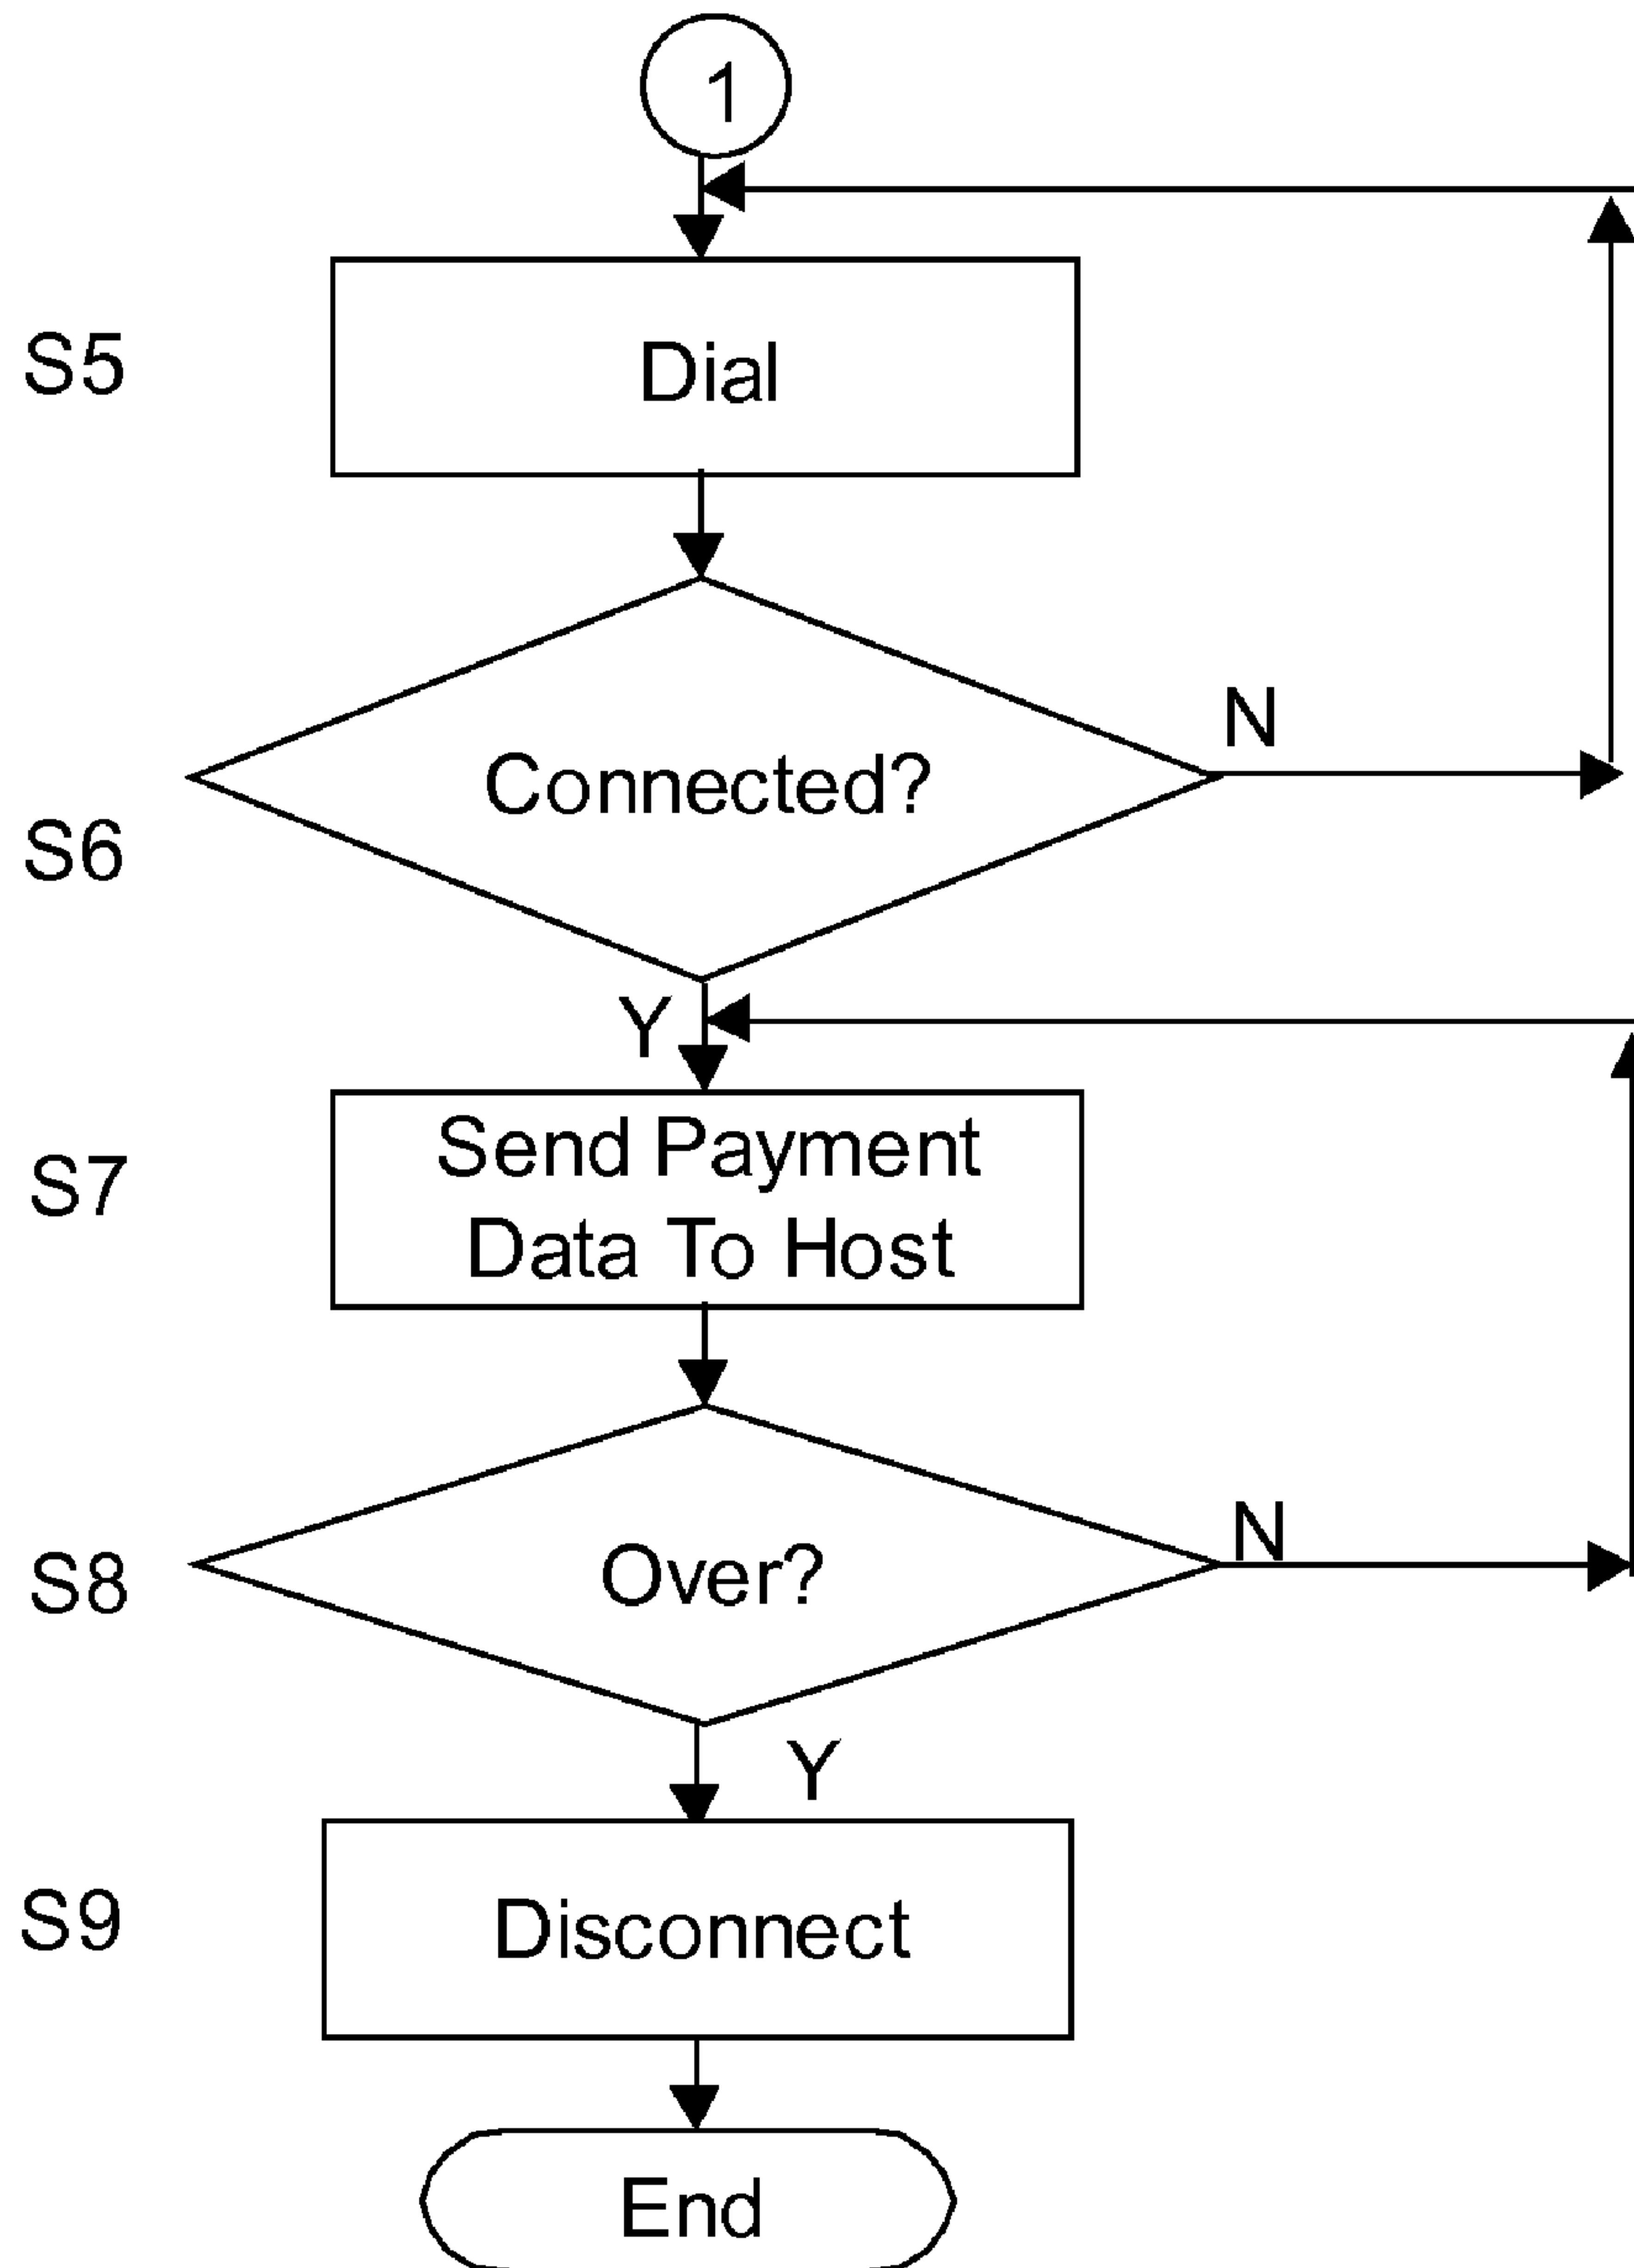 1
S5
Dial
N
Connected?
S6
Y
Send Payment
S7
Data To Host
N
Over?
S8
Y
S9
Disconnect
End